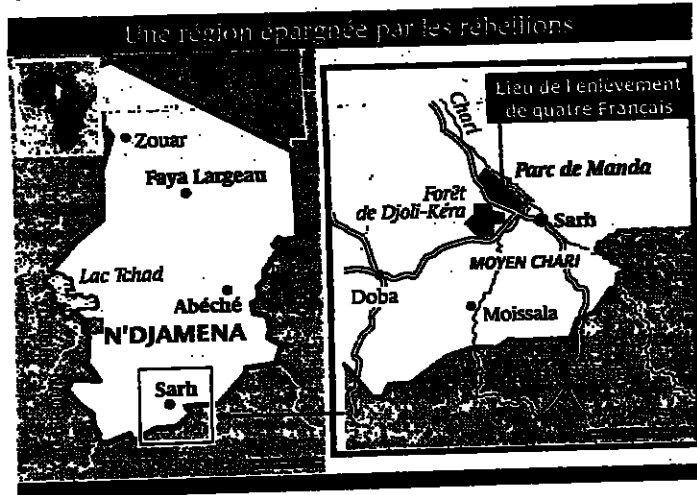 Une région épargnée par les rébellions
Zouar
Faya Largeau
Lac Tchad
Abéché
N'DJAMENA
Sarh
Lieu de l'enlèvement
de quatre Français
Chari
Parc de Manda
Forêt
de Djoli-Kéra
Sarh
MOYEN CHARI
Doba
Moissala